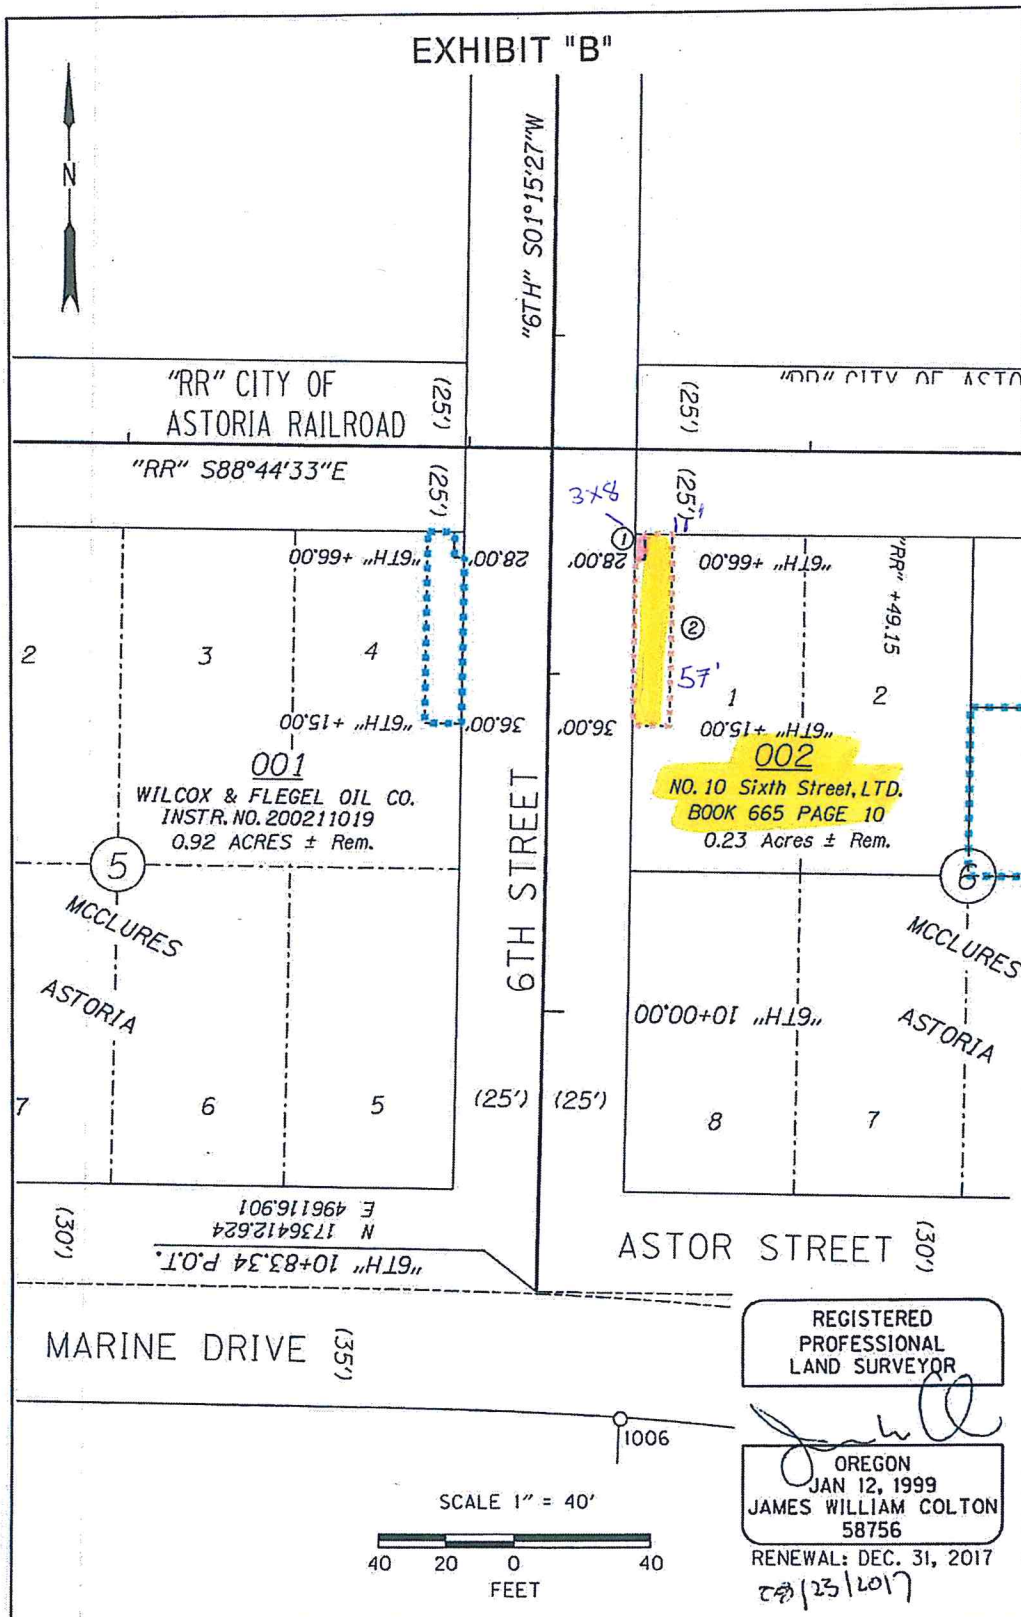 EXHIBIT "B"
N
"6TH" S01°15'27"W
"RR" CITY OF
ASTORIA RAILROAD
(25')
(25')
"RR" S88°44'33"E
(25')
3x8
(25')
11'
"6TH" +66.00
28.00'
28.00'
1
"6TH" +66.00
"RR" +49.15
2
3
4
2
57'
1
2
"6TH" +15.00
36.00'
36.00'
"6TH" +15.00
001
WILCOX & FLEGEL OIL CO.
INSTR. NO. 200211019
0.92 ACRES ± Rem.
002
NO. 10 Sixth Street, LTD.
BOOK 665 PAGE 10
0.23 Acres ± Rem.
6TH STREET
5
6
MCCLURES
ASTORIA
MCCLURES
ASTORIA
"6TH" 10+00.00
7
6
5
(25')
(25')
8
7
(30')
"6TH" 10+83.34 P.O.T.
N 1736412.624
E 496116.901
ASTOR STREET
(30')
MARINE DRIVE
(35')
1006
REGISTERED
PROFESSIONAL
LAND SURVEYOR
OREGON
JAN 12, 1999
JAMES WILLIAM COLTON
58756
RENEWAL: DEC. 31, 2017
SCALE 1" = 40'
40 20 0 40
FEET